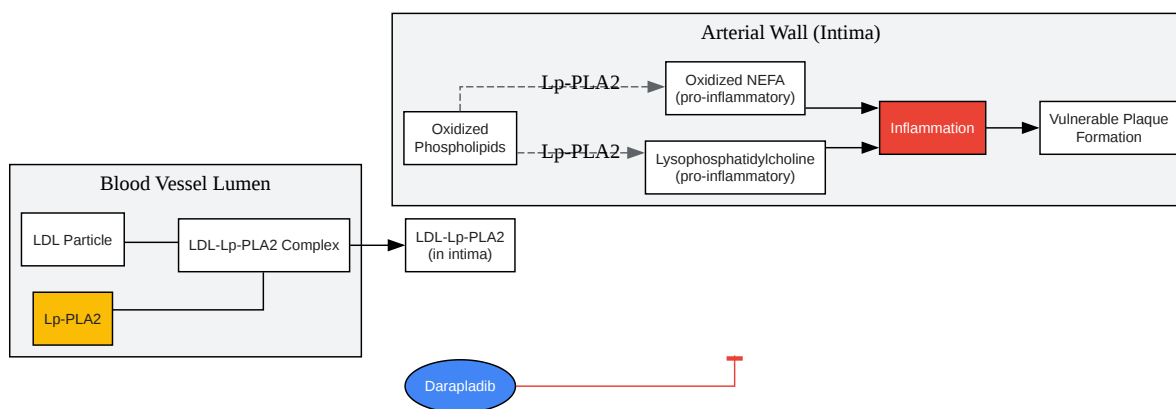 Arterial Wall (Intima)
Lp-PLA2
Oxidized NEFA
(pro-inflammatory)
Oxidized
Phospholipids
Lp-PLA2
Lysophosphatidylcholine
(pro-inflammatory)
Inflammation
Vulnerable Plaque
Formation
Blood Vessel Lumen
LDL Particle
LDL-Lp-PLA2 Complex
LDL-Lp-PLA2
(in intima)
Lp-PLA2
Darapladib